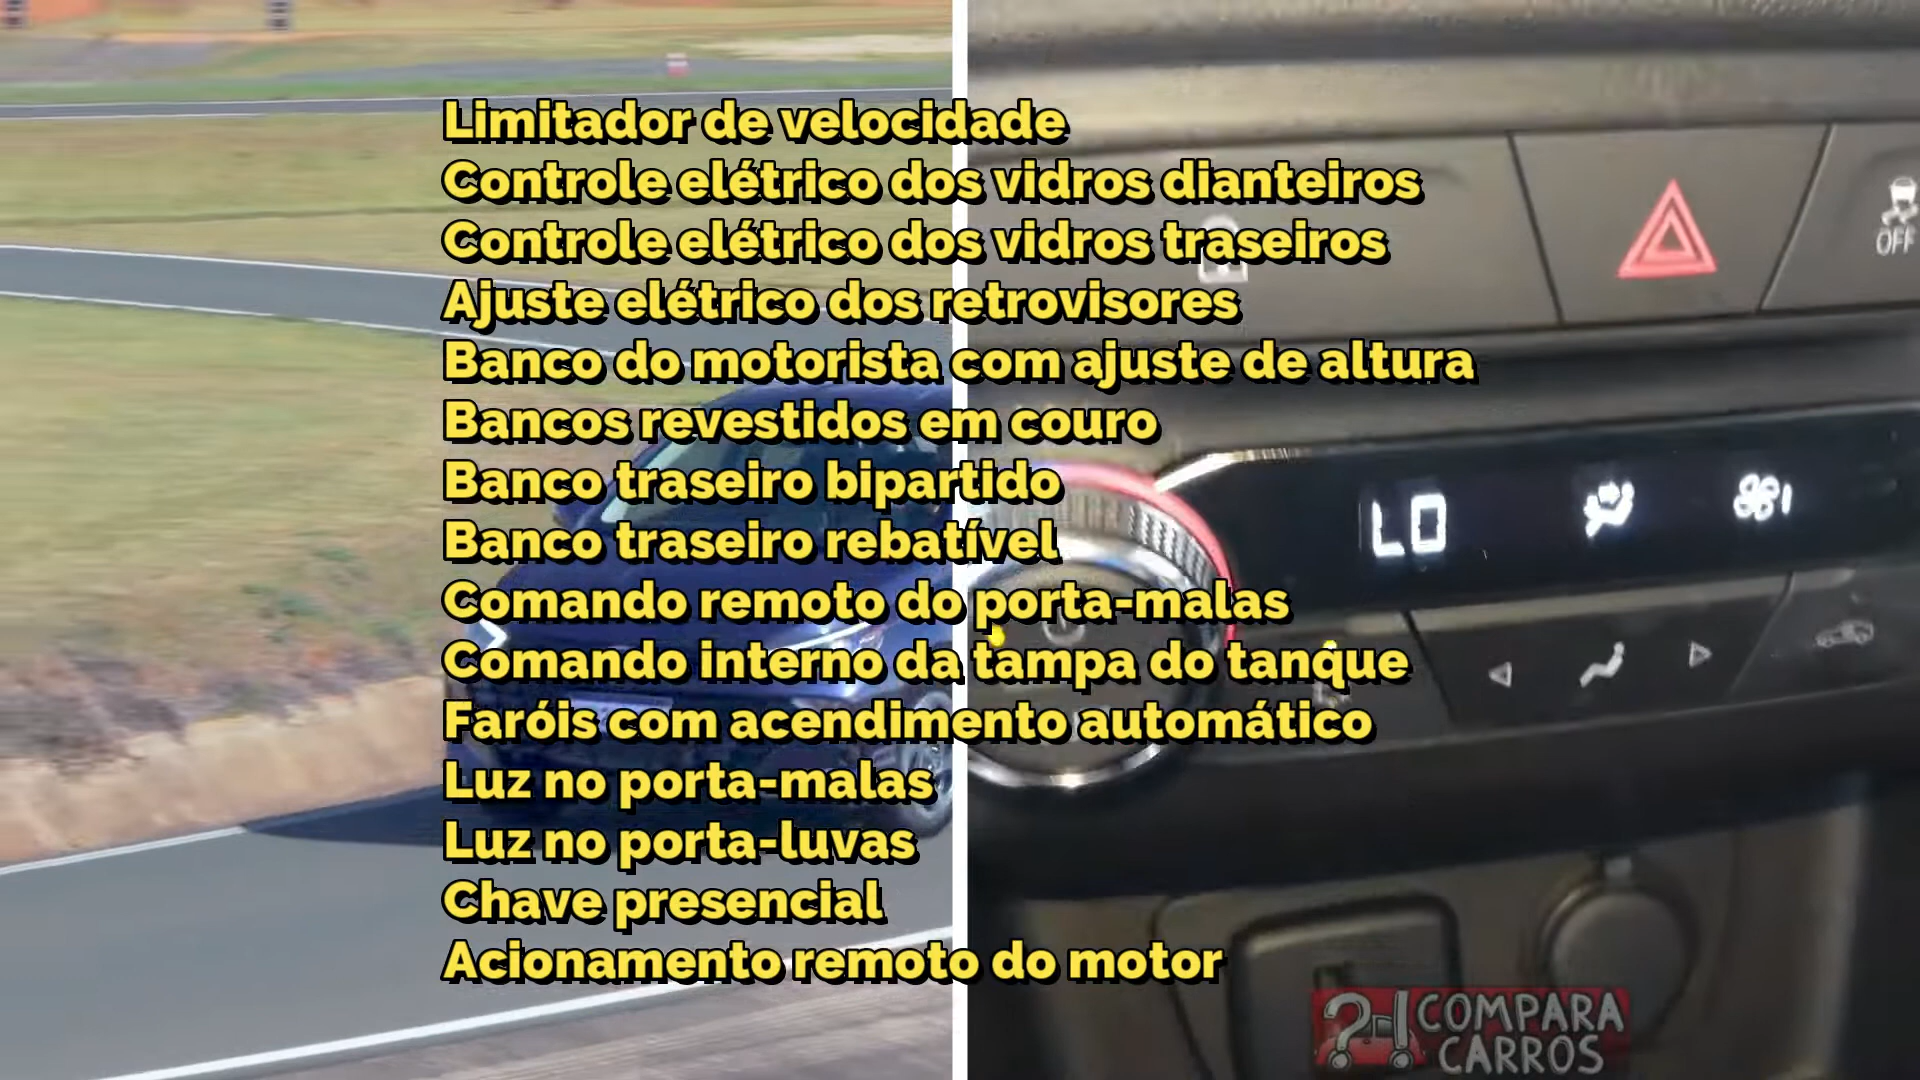 Limitador de velocidade
Controle elétrico dos vidros dianteiros
Controle elétrico dos vidros traseiros
Ajuste elétrico dos retrovisores
Banco do motorista com ajuste de altura
Bancos revestidos em couro
Banco traseiro bipartido
Banco traseiro rebatível
Comando remoto do porta-malas
Comando interno da tampa do tanque
Faróis com acendimento automático
Luz no porta-malas
Luz no porta-luvas
Chave presencial
Acionamento remoto do motor
OFF
LO
?! COMPARA
CARROS